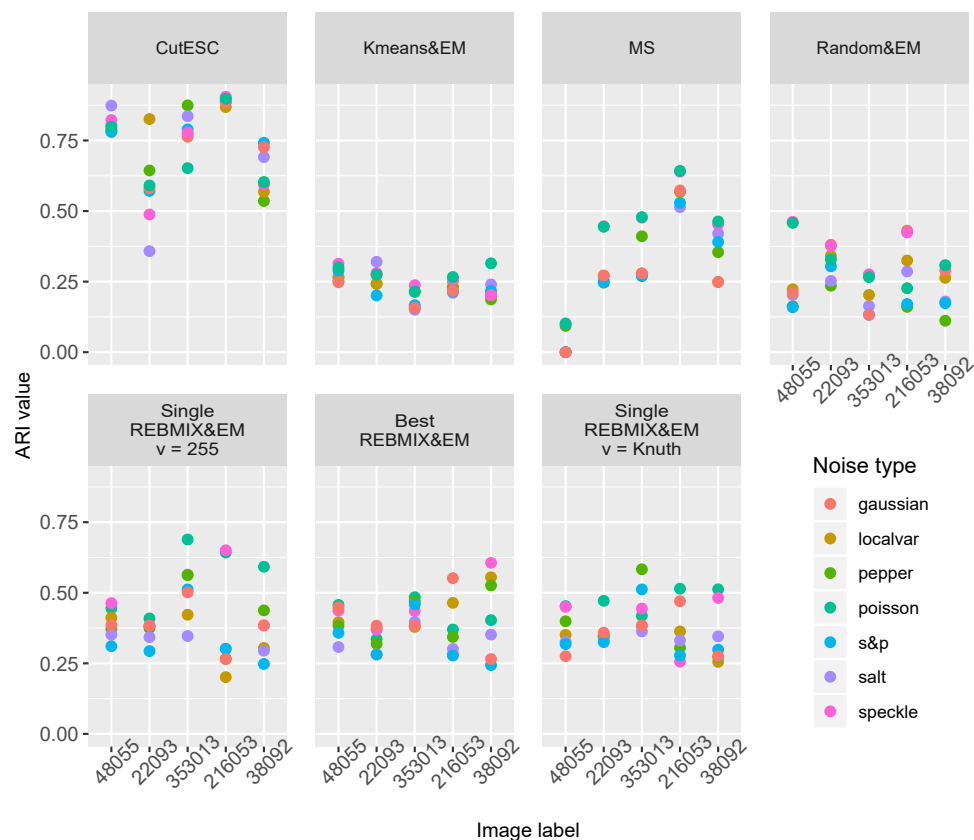 CutESC
Kmeans&EM
MS
Random&EM
0.75
0.50
0.25
0.00
48055
22093
353013
216053
38092
ARI value
Single
REBMIX&EM
v = 255
Best
REBMIX&EM
Single
REBMIX&EM
v = Knuth
0.75
0.50
0.25
0.00
48055
22093
353013
216053
38092
48055
22093
353013
216053
38092
48055
22093
353013
216053
38092
Image label
Noise type
gaussian
localvar
pepper
poisson
s&p
salt
speckle